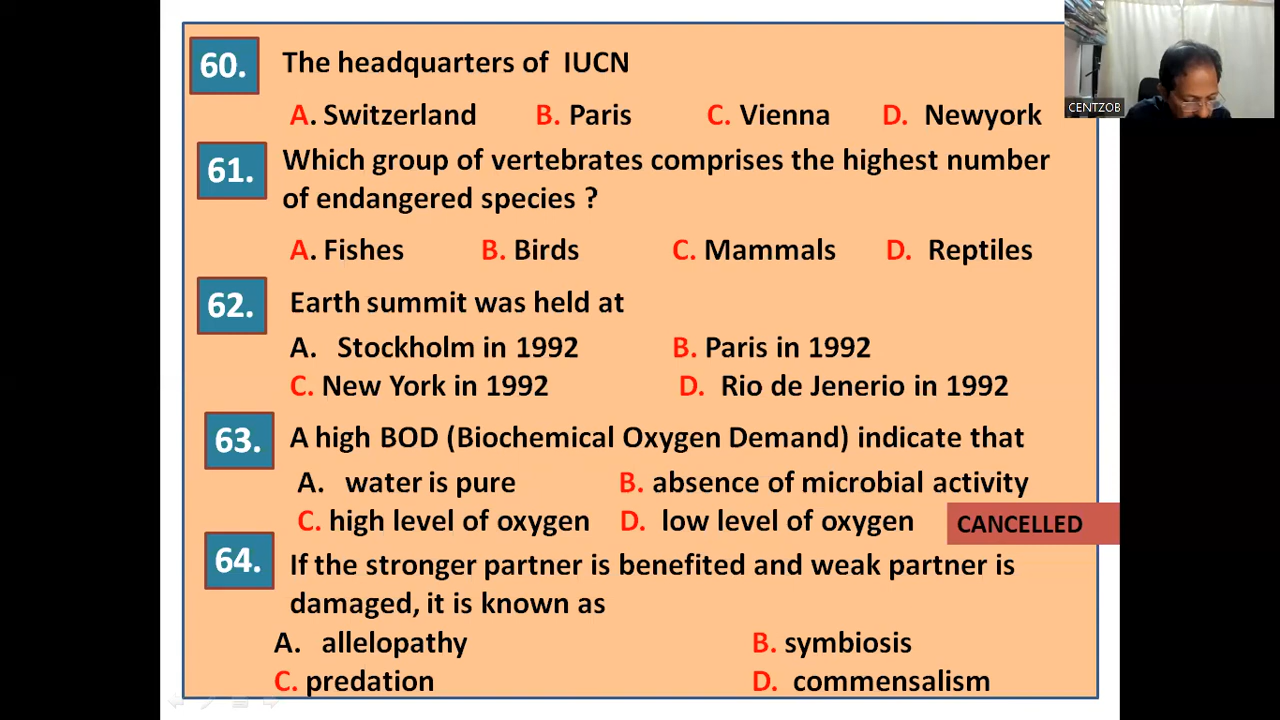 60. The headquarters of IUCN
A. Switzerland B. Paris C. Vienna D. Newyork
CENTZOB
61. Which group of vertebrates comprises the highest number
of endangered species ?
A. Fishes B. Birds C. Mammals D. Reptiles
62. Earth summit was held at
A. Stockholm in 1992 B. Paris in 1992
C. New York in 1992 D. Rio de Jenerio in 1992
63. A high BOD (Biochemical Oxygen Demand) indicate that
A. water is pure B. absence of microbial activity
C. high level of oxygen D. low level of oxygen CANCELLED
64. If the stronger partner is benefited and weak partner is
damaged, it is known as
A. allelopathy B. symbiosis
C. predation D. commensalism